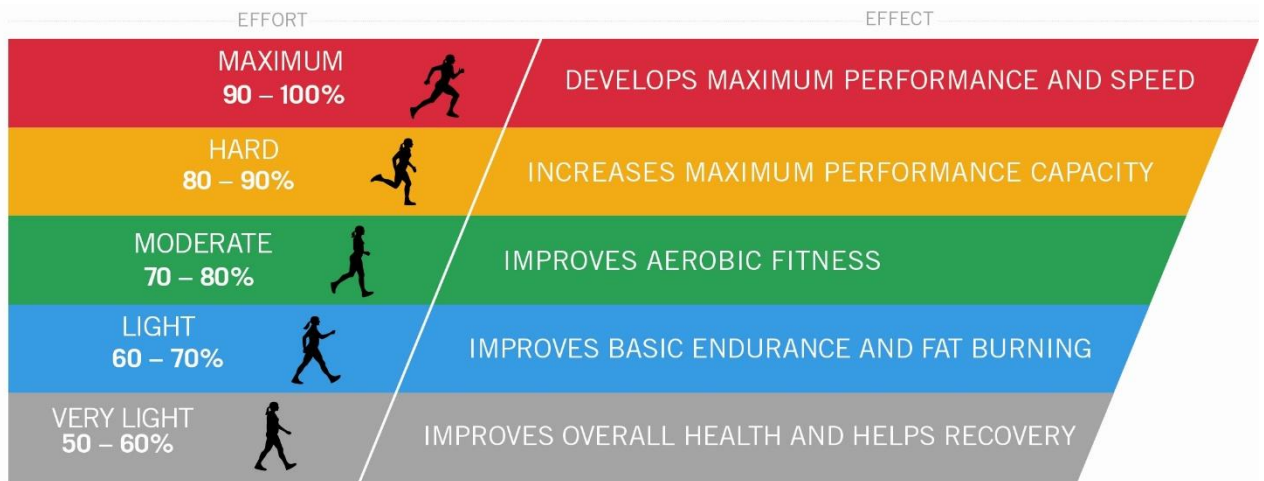 EFFORT EFFECT
MAXIMUM
90 – 100%
DEVELOPS MAXIMUM PERFORMANCE AND SPEED
HARD
80 – 90%
INCREASES MAXIMUM PERFORMANCE CAPACITY
MODERATE
70 – 80%
IMPROVES AEROBIC FITNESS
LIGHT
60 – 70%
IMPROVES BASIC ENDURANCE AND FAT BURNING
VERY LIGHT
50 – 60%
IMPROVES OVERALL HEALTH AND HELPS RECOVERY